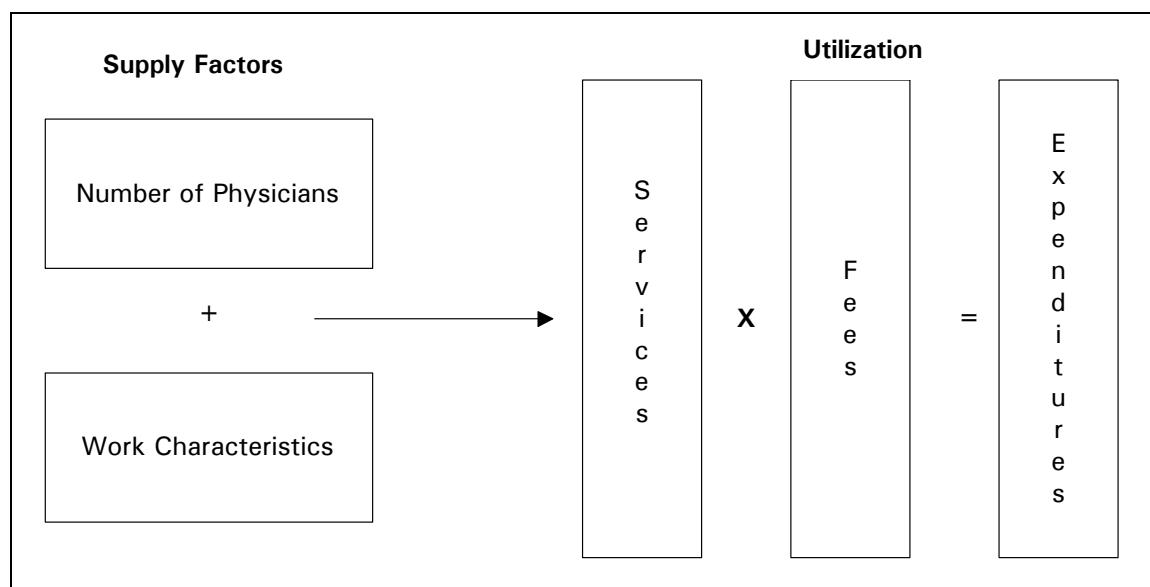 Supply Factors
Utilization
Number of Physicians
+
Work Characteristics
Services
X
Fees
=
Expenditures